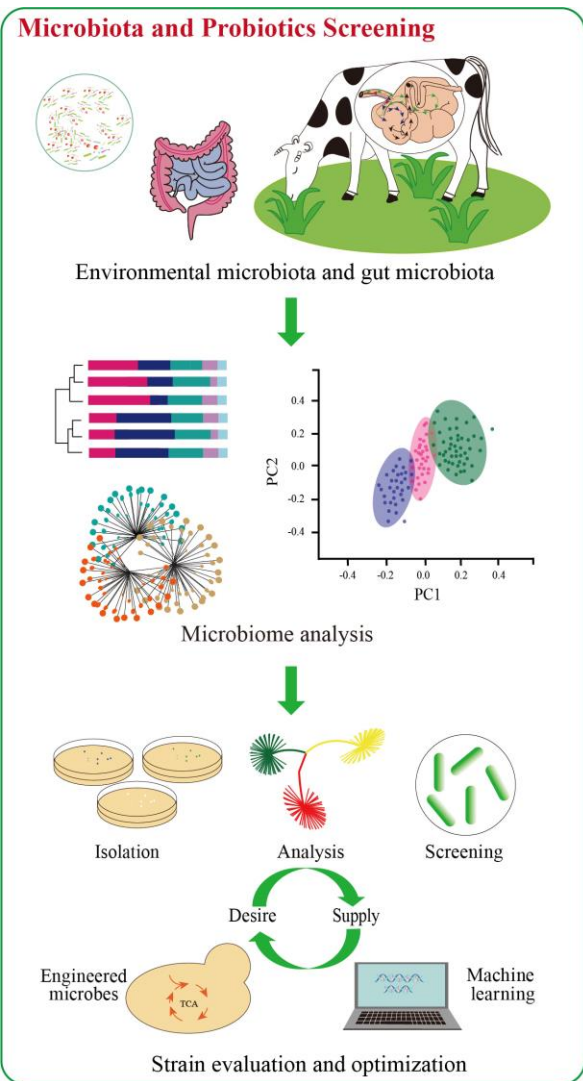 Microbiota and Probiotics Screening
Environmental microbiota and gut microbiota
PC2
0.4
0.2
0.0
-0.2
-0.4
-0.4 -0.2 0.0 0.2 0.4
PC1
Microbiome analysis
Isolation Analysis Screening
Desire Supply
Engineered
microbes
TCA
Machine
learning
Strain evaluation and optimization